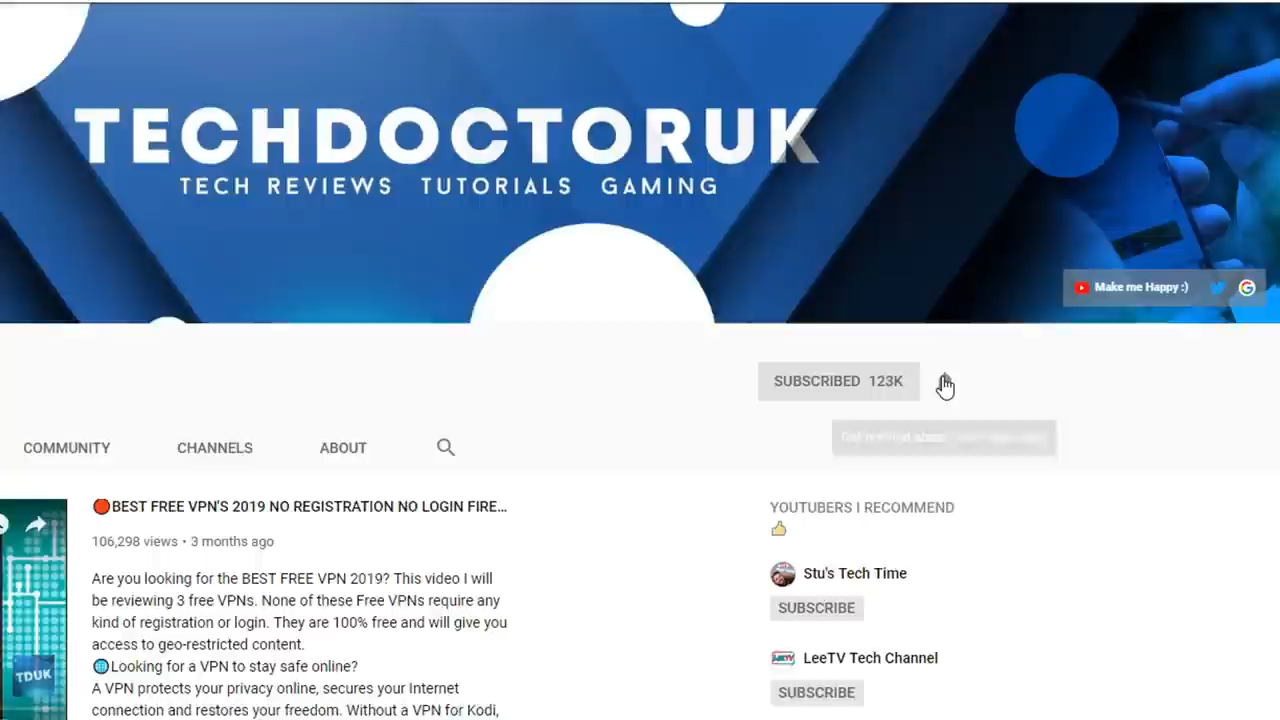 TECHDOCTORUK
TECH REVIEWS TUTORIALS GAMING
Make me Happy :)
SUBSCRIBED 123K
COMMUNITY CHANNELS ABOUT
🔴BEST FREE VPN'S 2019 NO REGISTRATION NO LOGIN FIRE...
106,298 views • 3 months ago
Are you looking for the BEST FREE VPN 2019? This video I will
be reviewing 3 free VPNs. None of these Free VPNs require any
kind of registration or login. They are 100% free and will give you
access to geo-restricted content.
🌐Looking for a VPN to stay safe online?
A VPN protects your privacy online, secures your Internet
connection and restores your freedom. Without a VPN for Kodi,
TDUK
YOUTUBERS I RECOMMEND
👍
Stu's Tech Time
SUBSCRIBE
LeeTV Tech Channel
SUBSCRIBE